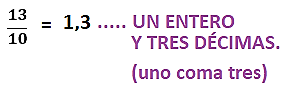 13/10 = 1,3 ..... UN ENTERO
Y TRES DÉCIMAS.
(uno coma tres)